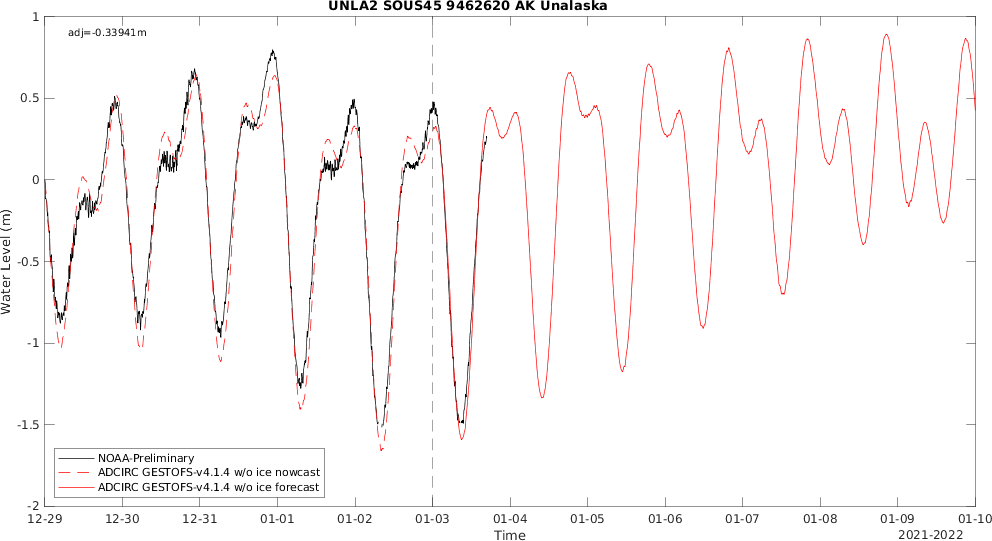 UNLA2 SOUS45 9462620 AK Unalaska
adj=-0.33941m
Water Level (m)
1
0.5
0
-0.5
-1
-1.5
-2
NOAA-Preliminary
ADCIRC GESTOFS-v4.1.4 w/o ice nowcast
ADCIRC GESTOFS-v4.1.4 w/o ice forecast
12-29 12-30 12-31 01-01 01-02 01-03 01-04 01-05 01-06 01-07 01-08 01-09 01-10
Time
2021-2022